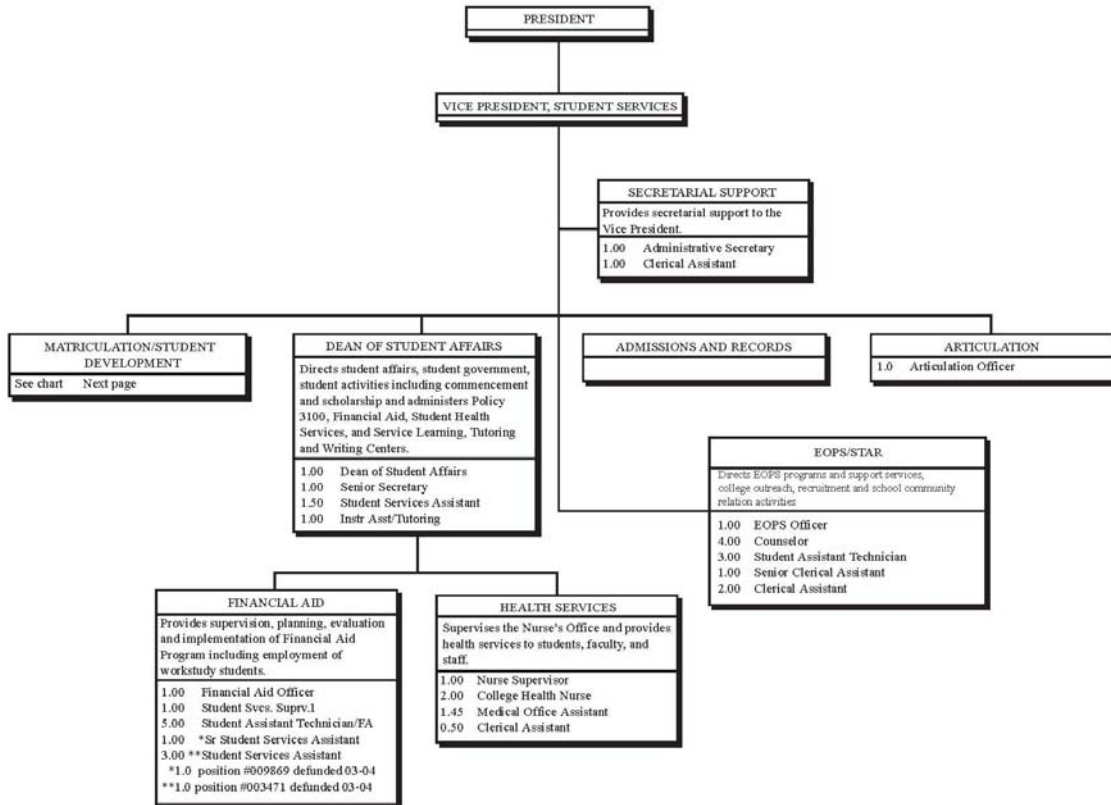 PRESIDENT
VICE PRESIDENT, STUDENT SERVICES
SECRETARIAL SUPPORT
Provides secretarial support to the
Vice President.
1.00 Administrative Secretary
1.00 Clerical Assistant
MATRICULATION/STUDENT
DEVELOPMENT
See chart Next page
DEAN OF STUDENT AFFAIRS
Directs student affairs, student government,
student activities including commencement
and scholarship and administers Policy
3100, Financial Aid, Student Health
Services, and Service Learning, Tutoring
and Writing Centers.
1.00 Dean of Student Affairs
1.00 Senior Secretary
1.50 Student Services Assistant
1.00 Instr Asst/Tutoring
ADMISSIONS AND RECORDS
ARTICULATION
1.0 Articulation Officer
EOPS/STAR
Directs EOPS programs and support services,
college outreach, recruitment and school community
relation activities
1.00 EOPS Officer
4.00 Counselor
3.00 Student Assistant Technician
1.00 Senior Clerical Assistant
2.00 Clerical Assistant
FINANCIAL AID
Provides supervision, planning, evaluation
and implementation of Financial Aid
Program including employment of
workstudy students.
1.00 Financial Aid Officer
1.00 Student Svcs. Suprv.1
5.00 Student Assistant Technician/FA
1.00 *Sr Student Services Assistant
3.00 **Student Services Assistant
*1.0 position #009869 defunded 03-04
**1.0 position #003471 defunded 03-04
HEALTH SERVICES
Supervises the Nurse's Office and provides
health services to students, faculty, and
staff.
1.00 Nurse Supervisor
2.00 College Health Nurse
1.45 Medical Office Assistant
0.50 Clerical Assistant